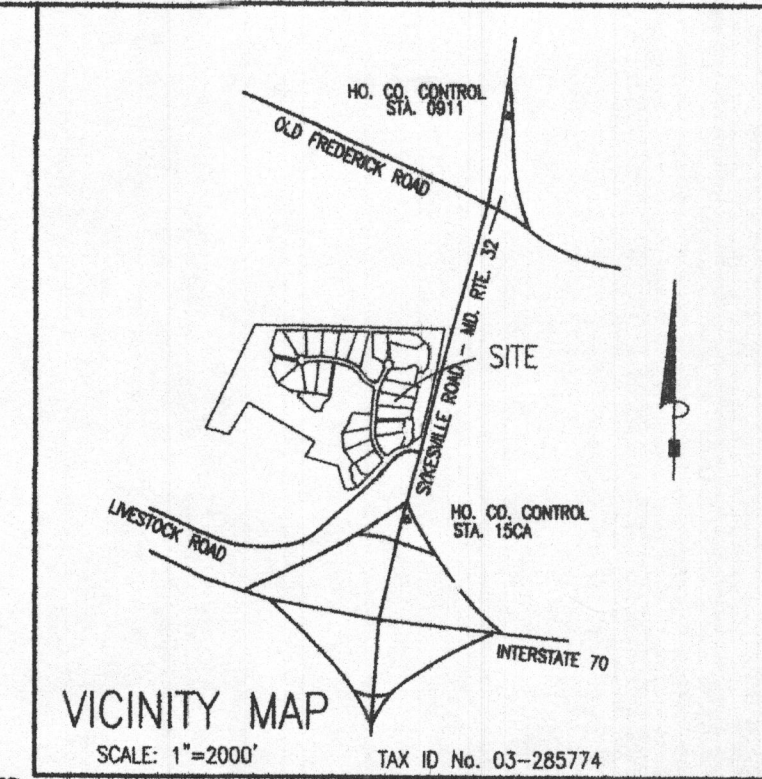 HO. CO. CONTROL
STA. 0911
OLD FREDERICK ROAD
SYKESVILLE ROAD - MD. RTE. 32
SITE
HO. CO. CONTROL
STA. 15CA
LIVESTOCK ROAD
INTERSTATE 70
VICINITY MAP
SCALE: 1"=2000'
TAX ID No. 03-285774